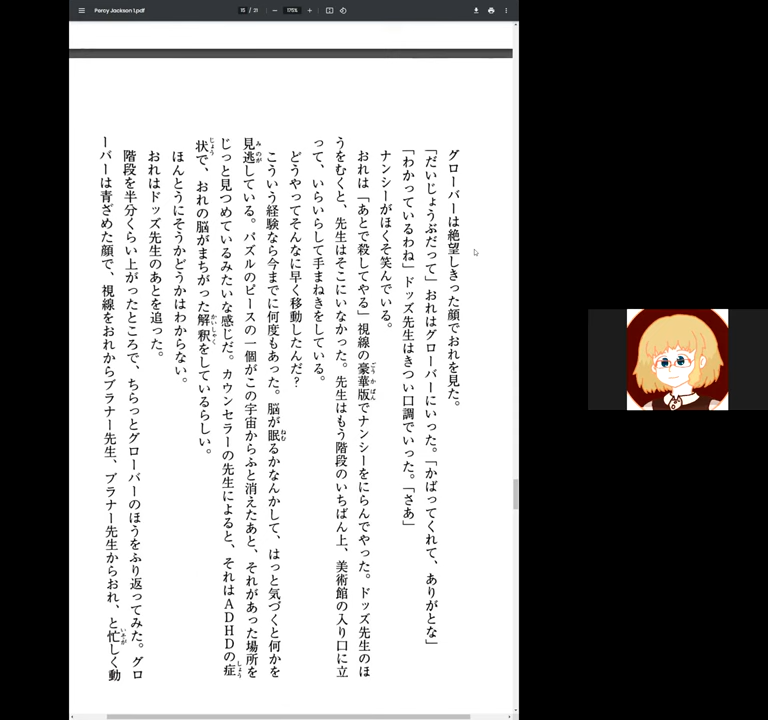 Percy Jackson 1.pdf
15 / 21
175%
グローバーは絶望しきった顔でおれを見た。
「だいじょうぶだって」おれはグローバーにいった。「かばってくれて、ありがとな」
「わかっているわね」ドッズ先生はきつい口調でいった。「さあ」
ナンシーがほくそ笑んでいる。
おれは「あとで殺してやる」視線の豪華版でナンシーをにらんでやった。ドッズ先生のほ
うをむくと、先生はそこにいなかった。先生はもう階段のいちばん上、美術館の入り口に立
って、いらいらして手まねきをしている。
どうやってそんなに早く移動したんだ?
こういう経験なら今までに何度もあった。脳が眠るかなんかして、はっと気づくと何かを
見逃している。パズルのピースの一個がこの宇宙からふと消えたあと、それがあった場所を
じっと見つめているみたいな感じだ。カウンセラーの先生によると、それはADHDの症
状で、おれの脳がまちがった解釈をしているらしい。
ほんとうにそうかどうかはわからない。
おれはドッズ先生のあとを追った。
階段を半分くらい上がったところで、ちらっとグローバーのほうをふり返ってみた。グロ
ーバーは青ざめた顔で、視線をおれからブラナー先生、ブラナー先生からおれ、と忙しく動